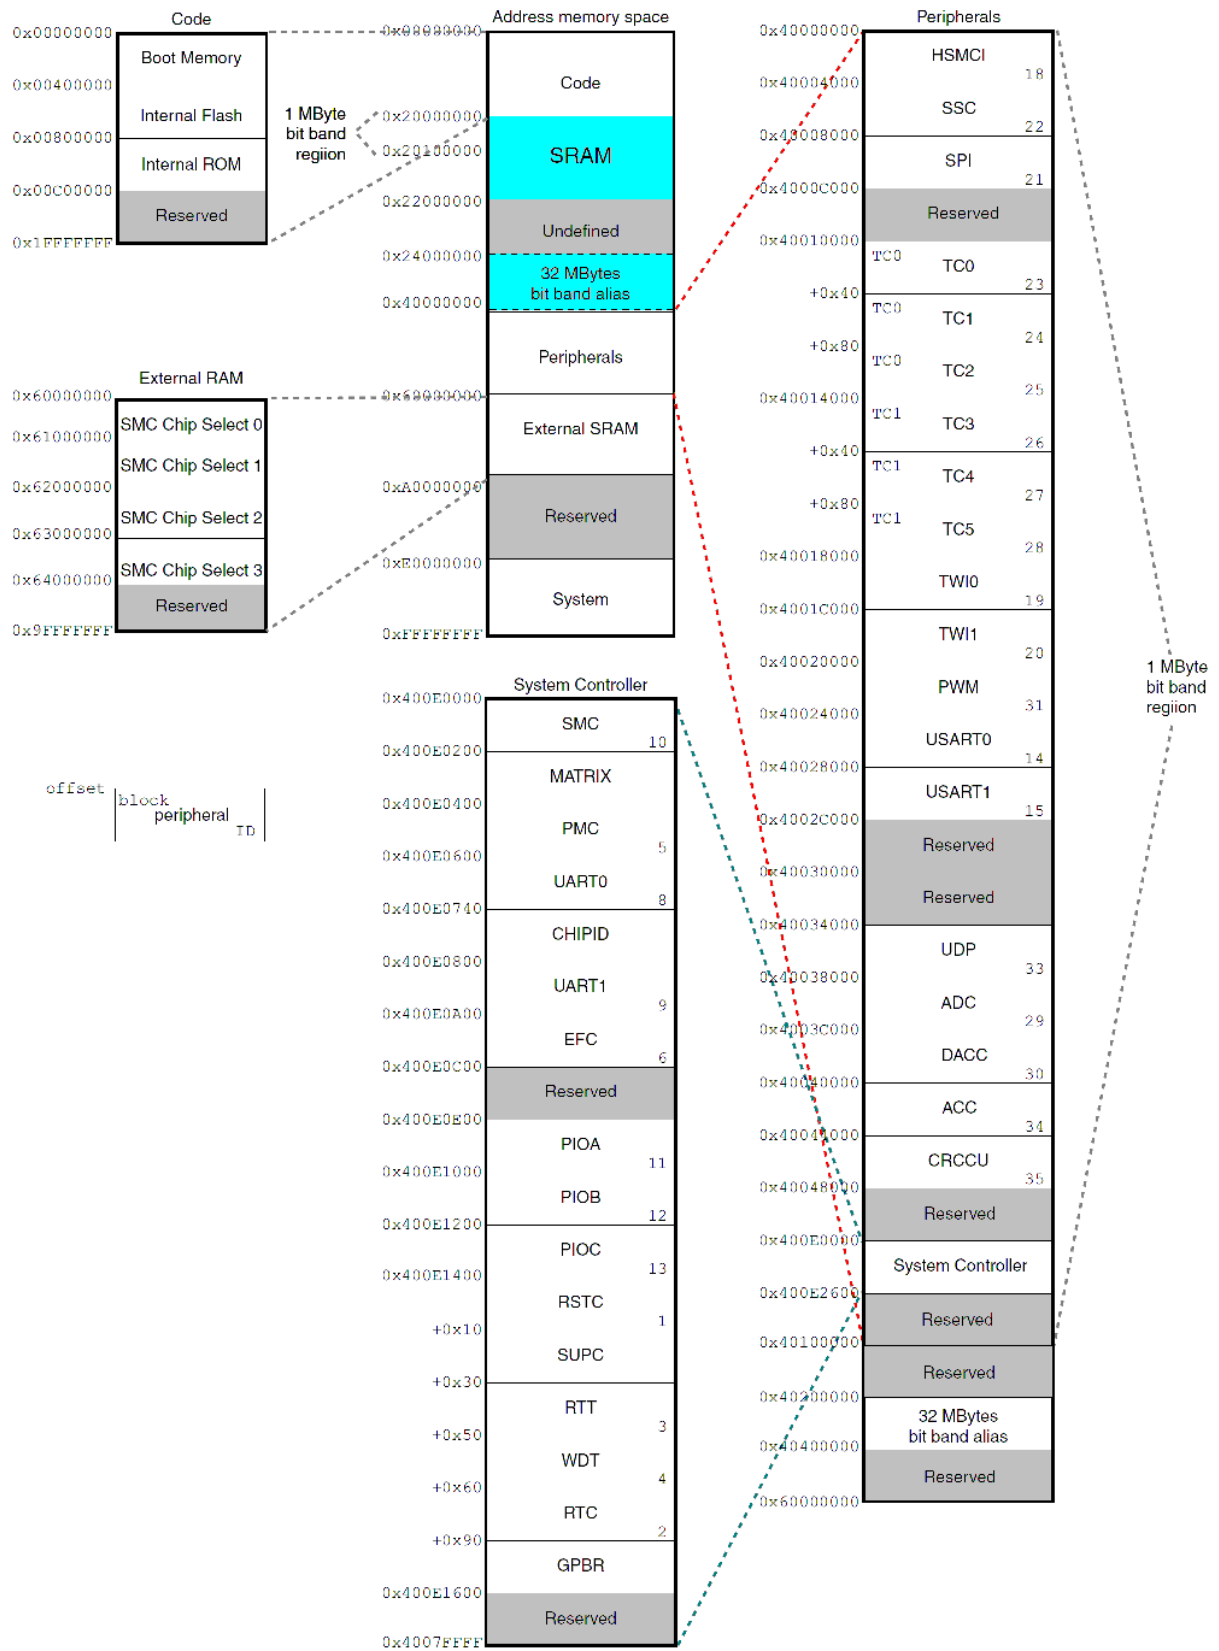 Code
0x00000000
Boot Memory
0x00400000
Internal Flash
0x00800000
Internal ROM
0x00C00000
Reserved
0x1FFFFFFF
1 MByte
bit band
regiion
External RAM
0x60000000
SMC Chip Select 0
0x61000000
SMC Chip Select 1
0x62000000
SMC Chip Select 2
0x63000000
SMC Chip Select 3
0x64000000
Reserved
0x9FFFFFFF
offset
block
peripheral
ID
Address memory space
0x00000000
Code
0x20000000
0x20100000
SRAM
0x22000000
Undefined
0x24000000
32 MBytes
bit band alias
0x40000000
Peripherals
0x60000000
External SRAM
0xA0000000
Reserved
0xE0000000
System
0xFFFFFFFF
System Controller
0x400E0000
SMC
10
0x400E0200
MATRIX
0x400E0400
PMC
5
0x400E0600
UART0
8
0x400E0740
CHIPID
0x400E0800
UART1
9
0x400E0A00
EFC
6
0x400E0C00
Reserved
0x400E0E00
PIOA
11
0x400E1000
PIOB
12
0x400E1200
PIOC
13
0x400E1400
RSTC
1
+0x10
SUPC
+0x30
RTT
3
+0x50
WDT
4
+0x60
RTC
2
+0x90
GPBR
0x400E1600
Reserved
0x4007FFFF
Peripherals
0x40000000
HSMCI
18
0x40004000
SSC
22
0x40008000
SPI
21
0x4000C000
Reserved
0x40010000
TC0
TC0
23
+0x40
TC0
TC1
24
+0x80
TC0
TC2
25
0x40014000
TC1
TC3
26
+0x40
TC1
TC4
27
+0x80
TC1
TC5
28
0x40018000
TWI0
19
0x4001C000
TWI1
20
0x40020000
PWM
31
0x40024000
USART0
14
0x40028000
USART1
15
0x4002C000
Reserved
0x40030000
Reserved
0x40034000
UDP
33
0x40038000
ADC
29
0x4003C000
DACC
30
0x40040000
ACC
34
0x40044000
CRCCU
35
0x40048000
Reserved
0x400E0000
System Controller
0x400E2600
Reserved
0x40100000
Reserved
0x40200000
32 MBytes
bit band alias
0x40400000
Reserved
0x60000000
1 MByte
bit band
regiion